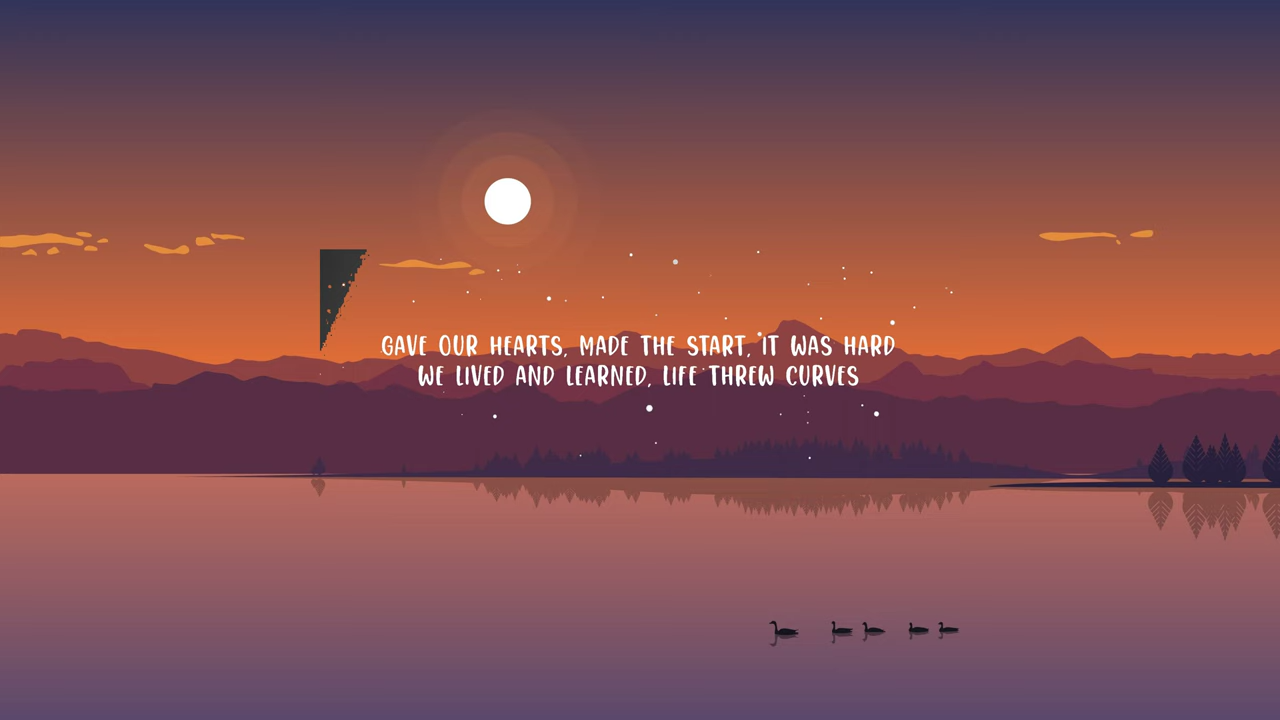 GAVE OUR HEARTS, MADE THE START, IT WAS HARD
WE LIVED AND LEARNED, LIFE THREW CURVES